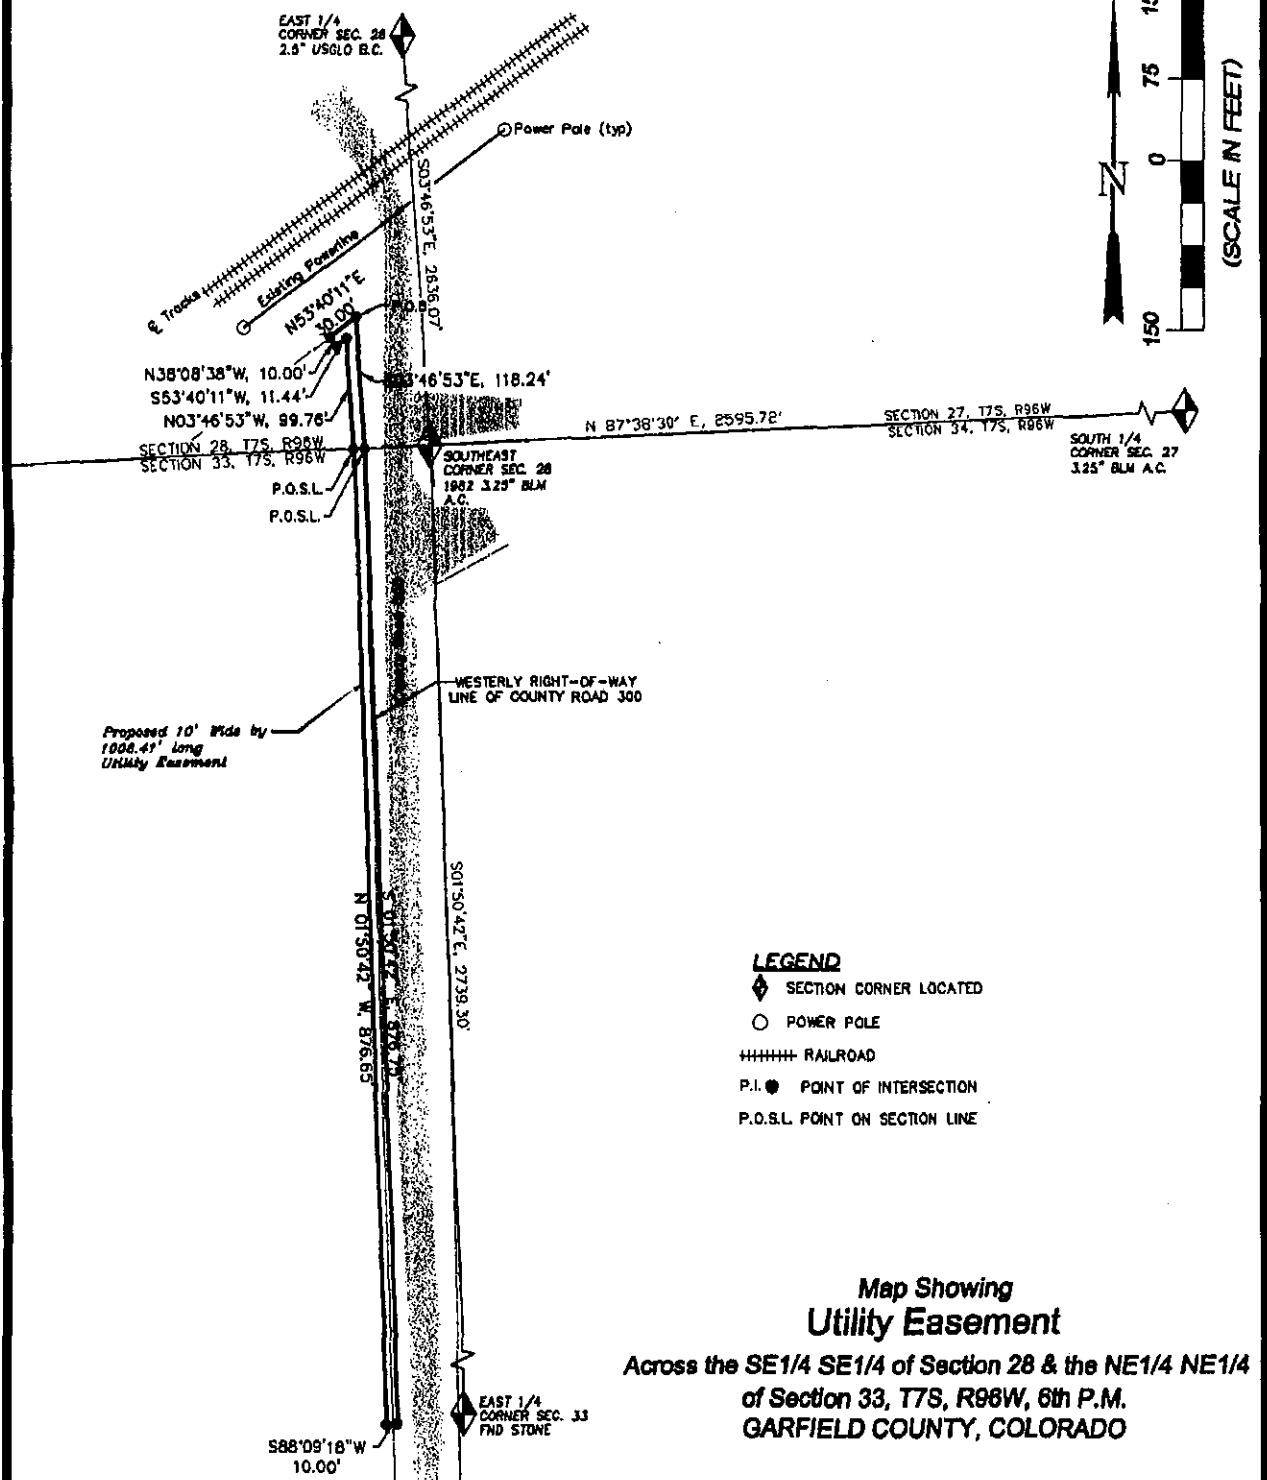 EAST 1/4
CORNER SEC. 28
2.5" USGLO B.C.
75
0
150
(SCALE IN FEET)
N
Power Pole (typ)
S03°46'53"E, 2636.07'
Existing Powerline
℄ Tracks
N53°40'11"E
30.00'
P.O.B.
N38°08'38"W, 10.00'
S53°40'11"W, 11.44'
N03°46'53"W, 99.76'
S03°46'53"E, 118.24'
SECTION 28, T7S, R96W
SECTION 33, T7S, R96W
N 87°38'30" E, 2595.72'
SECTION 27, T7S, R96W
SECTION 34, T7S, R96W
SOUTH 1/4
CORNER SEC. 27
3.25" BLM A.C.
SOUTHEAST
CORNER SEC. 28
1982 3.25" BLM
A.C.
P.O.S.L.
P.O.S.L.
WESTERLY RIGHT-OF-WAY
LINE OF COUNTY ROAD 300
Proposed 10' Wide by
1008.41' long
Utility Easement
N 01°50'42" W, 876.65'
S 01°50'42" E, 876.75'
S01°50'42"E, 2739.30'
LEGEND
SECTION CORNER LOCATED
POWER POLE
RAILROAD
P.I. POINT OF INTERSECTION
P.O.S.L. POINT ON SECTION LINE
Map Showing
Utility Easement
Across the SE1/4 SE1/4 of Section 28 & the NE1/4 NE1/4
of Section 33, T7S, R96W, 6th P.M.
GARFIELD COUNTY, COLORADO
EAST 1/4
CORNER SEC. 33
FND STONE
S88°09'18"W
10.00'